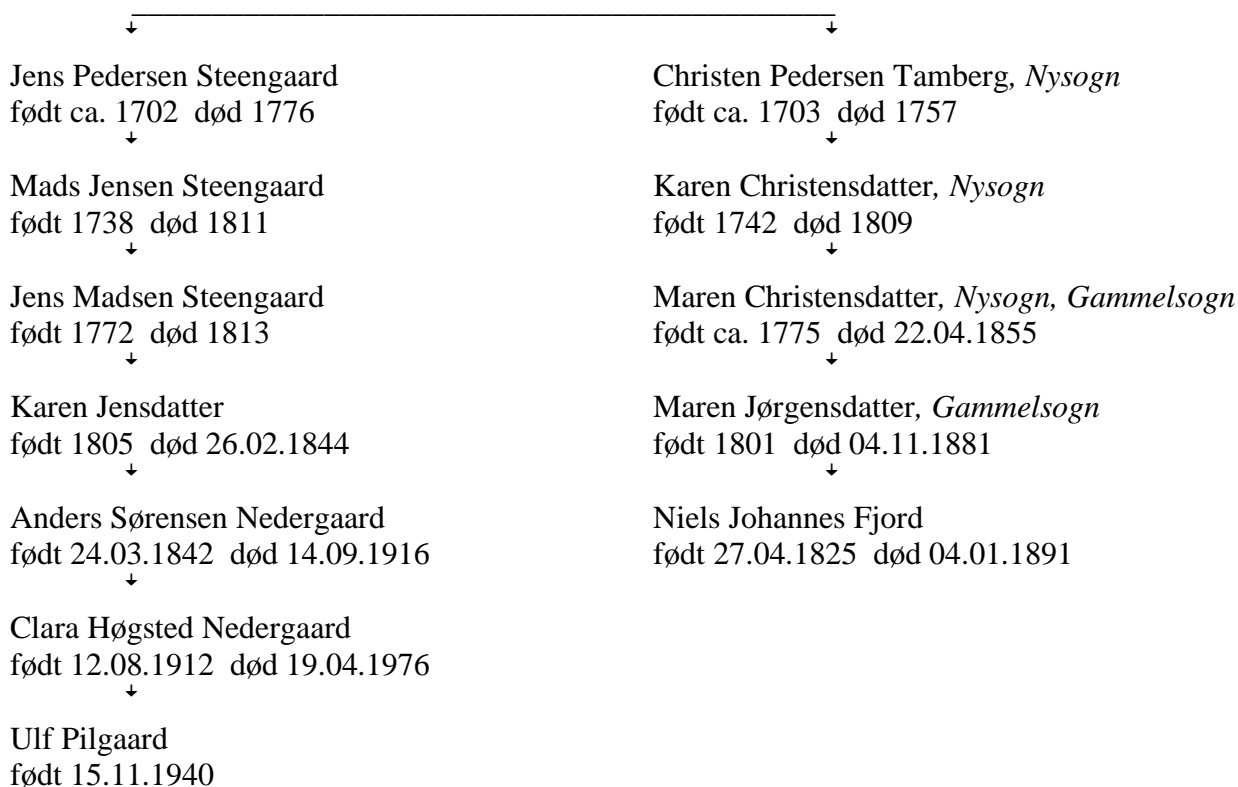 Jens Pedersen Steengaard
født ca. 1702 død 1776
Mads Jensen Steengaard
født 1738 død 1811
Jens Madsen Steengaard
født 1772 død 1813
Karen Jensdatter
født 1805 død 26.02.1844
Anders Sørensen Nedergaard
født 24.03.1842 død 14.09.1916
Clara Høgsted Nedergaard
født 12.08.1912 død 19.04.1976
Ulf Pilgaard
født 15.11.1940
Christen Pedersen Tamberg, Nysogn
født ca. 1703 død 1757
Karen Christensdatter, Nysogn
født 1742 død 1809
Maren Christensdatter, Nysogn, Gammelsogn
født ca. 1775 død 22.04.1855
Maren Jørgensdatter, Gammelsogn
født 1801 død 04.11.1881
Niels Johannes Fjord
født 27.04.1825 død 04.01.1891